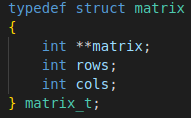 typedef struct matrix
{
    int **matrix;
    int rows;
    int cols;
} matrix_t;